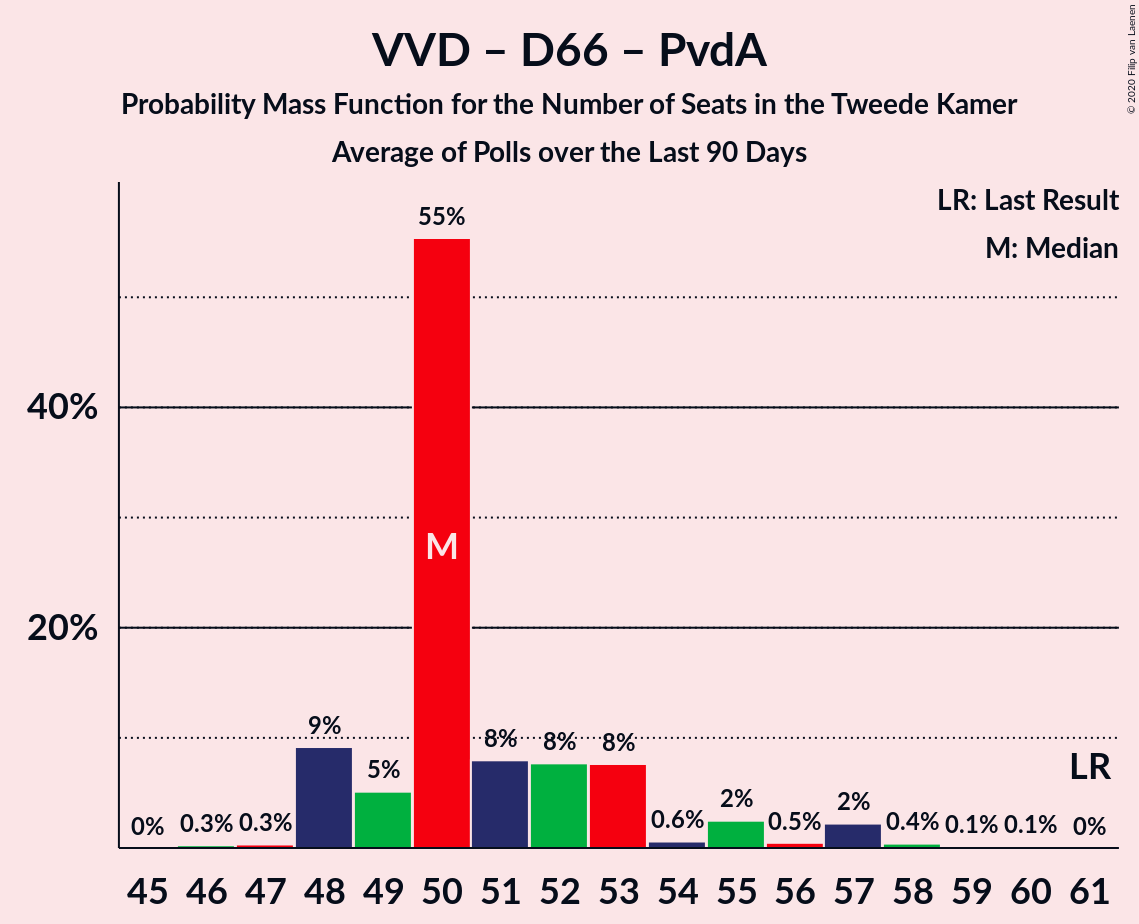 VVD – D66 – PvdA
Probability Mass Function for the Number of Seats in the Tweede Kamer
Average of Polls over the Last 90 Days
© 2020 Filip van Laenen
LR: Last Result
M: Median
40%
20%
0%
0.3%
0.3%
9%
5%
55%
M
8%
8%
8%
0.6%
2%
0.5%
2%
0.4%
0.1%
0.1%
0%
LR
45 46 47 48 49 50 51 52 53 54 55 56 57 58 59 60 61